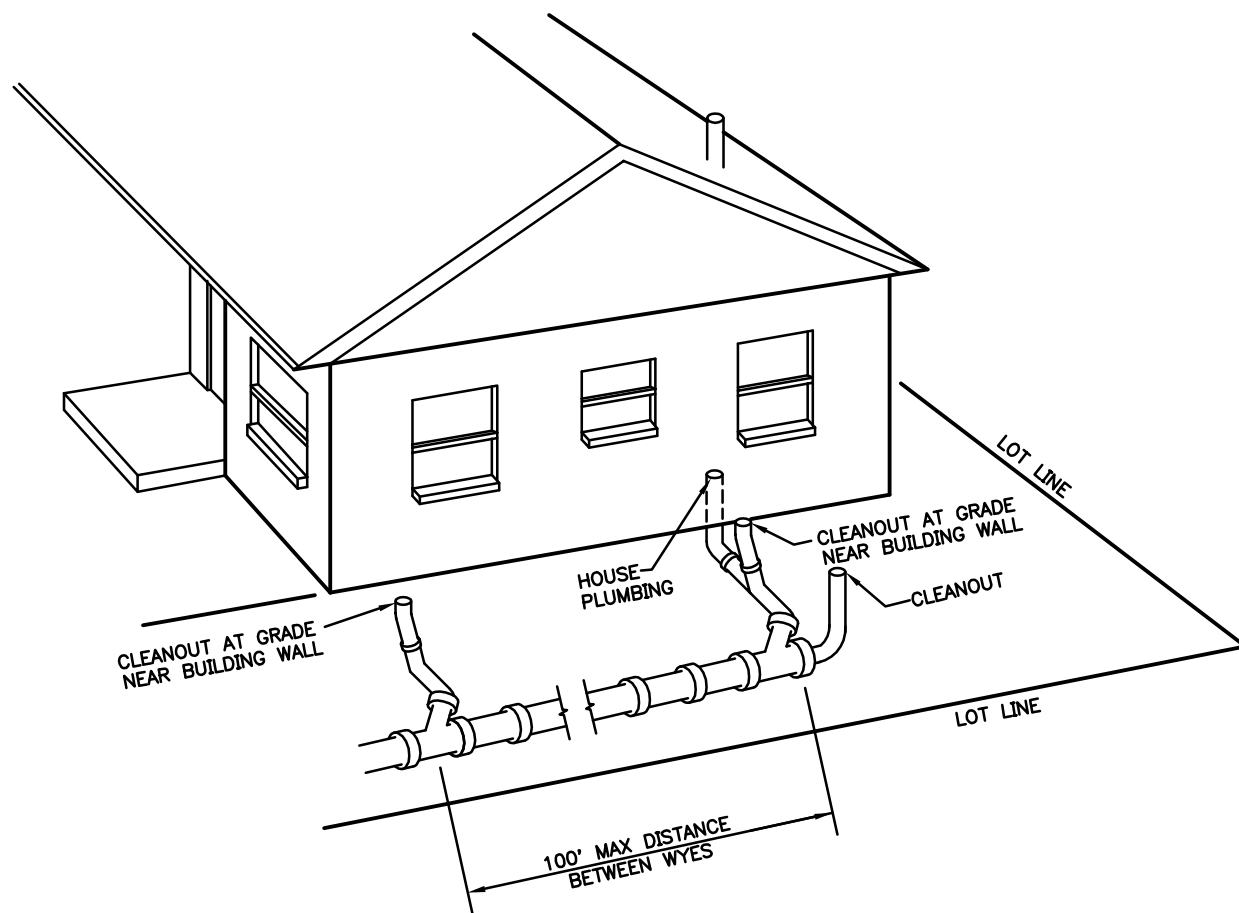 LOT LINE
CLEANOUT AT GRADE
NEAR BUILDING WALL
HOUSE
PLUMBING
CLEANOUT
CLEANOUT AT GRADE
NEAR BUILDING WALL
LOT LINE
100' MAX DISTANCE
BETWEEN WYES